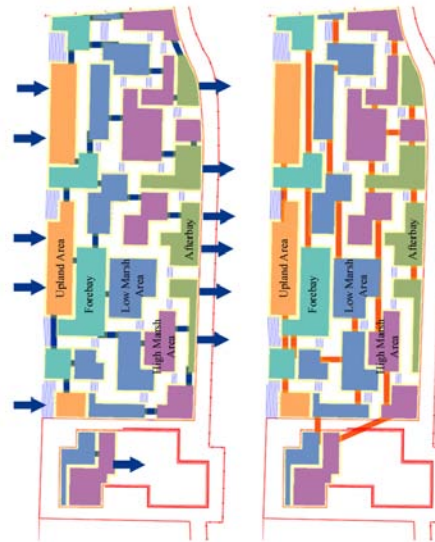 Upland Area
Forebay
Low Marsh
Area
High Marsh
Area
Afterbay
Upland Area
Forebay
Low Marsh
Area
High Marsh
Area
Afterbay